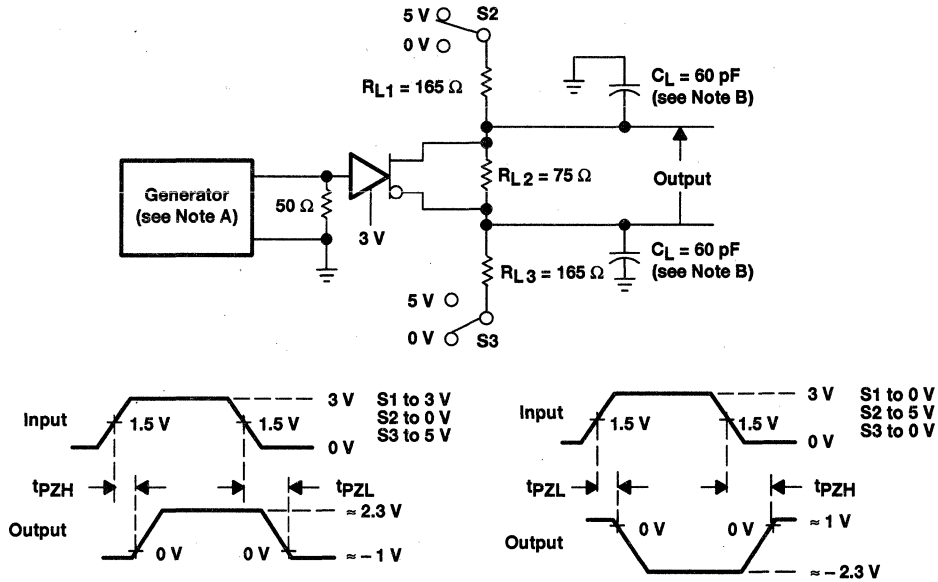 5 V
S2
0 V
RL1 = 165 Ω
CL = 60 pF
(see Note B)
Generator
(see Note A)
50 Ω
3 V
RL2 = 75 Ω
Output
RL3 = 165 Ω
CL = 60 pF
(see Note B)
5 V
0 V
S3
Input
1.5 V
1.5 V
3 V
0 V
S1 to 3 V
S2 to 0 V
S3 to 5 V
tPZH
tPZL
Output
0 V
0 V
≈ 2.3 V
≈ – 1 V
Input
1.5 V
1.5 V
3 V
0 V
S1 to 0 V
S2 to 5 V
S3 to 0 V
tPZL
tPZH
Output
0 V
0 V
≈ 1 V
≈ – 2.3 V